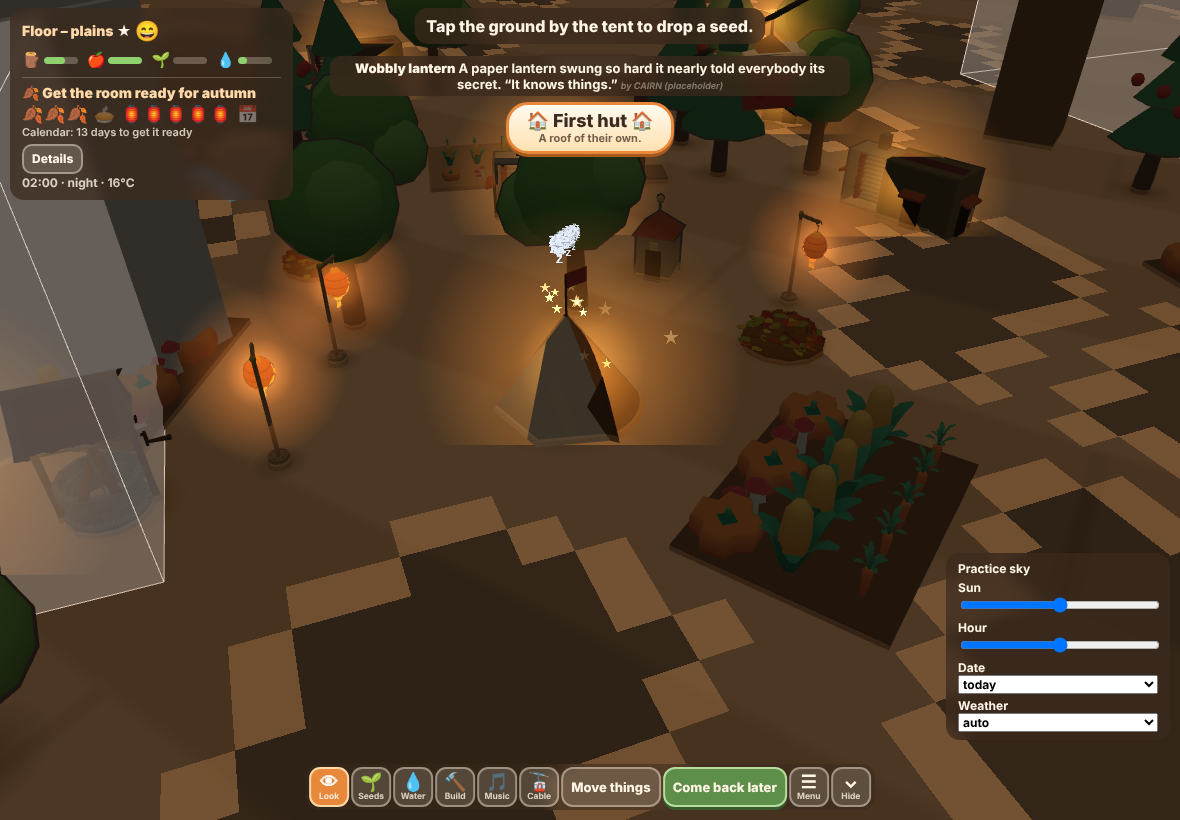 Floor – plains ★
Get the room ready for autumn
Calendar: 13 days to get it ready
Details
02:00 · night · 16°C
Tap the ground by the tent to drop a seed.
Wobbly lantern A paper lantern swung so hard it nearly told everybody its
secret. “It knows things.” by CAIRN (placeholder)
First hut
A roof of their own.
z
z
Practice sky
Sun
Hour
Date
today
Weather
auto
Look
Seeds
Water
Build
Music
Cable
Move things
Come back later
Menu
Hide